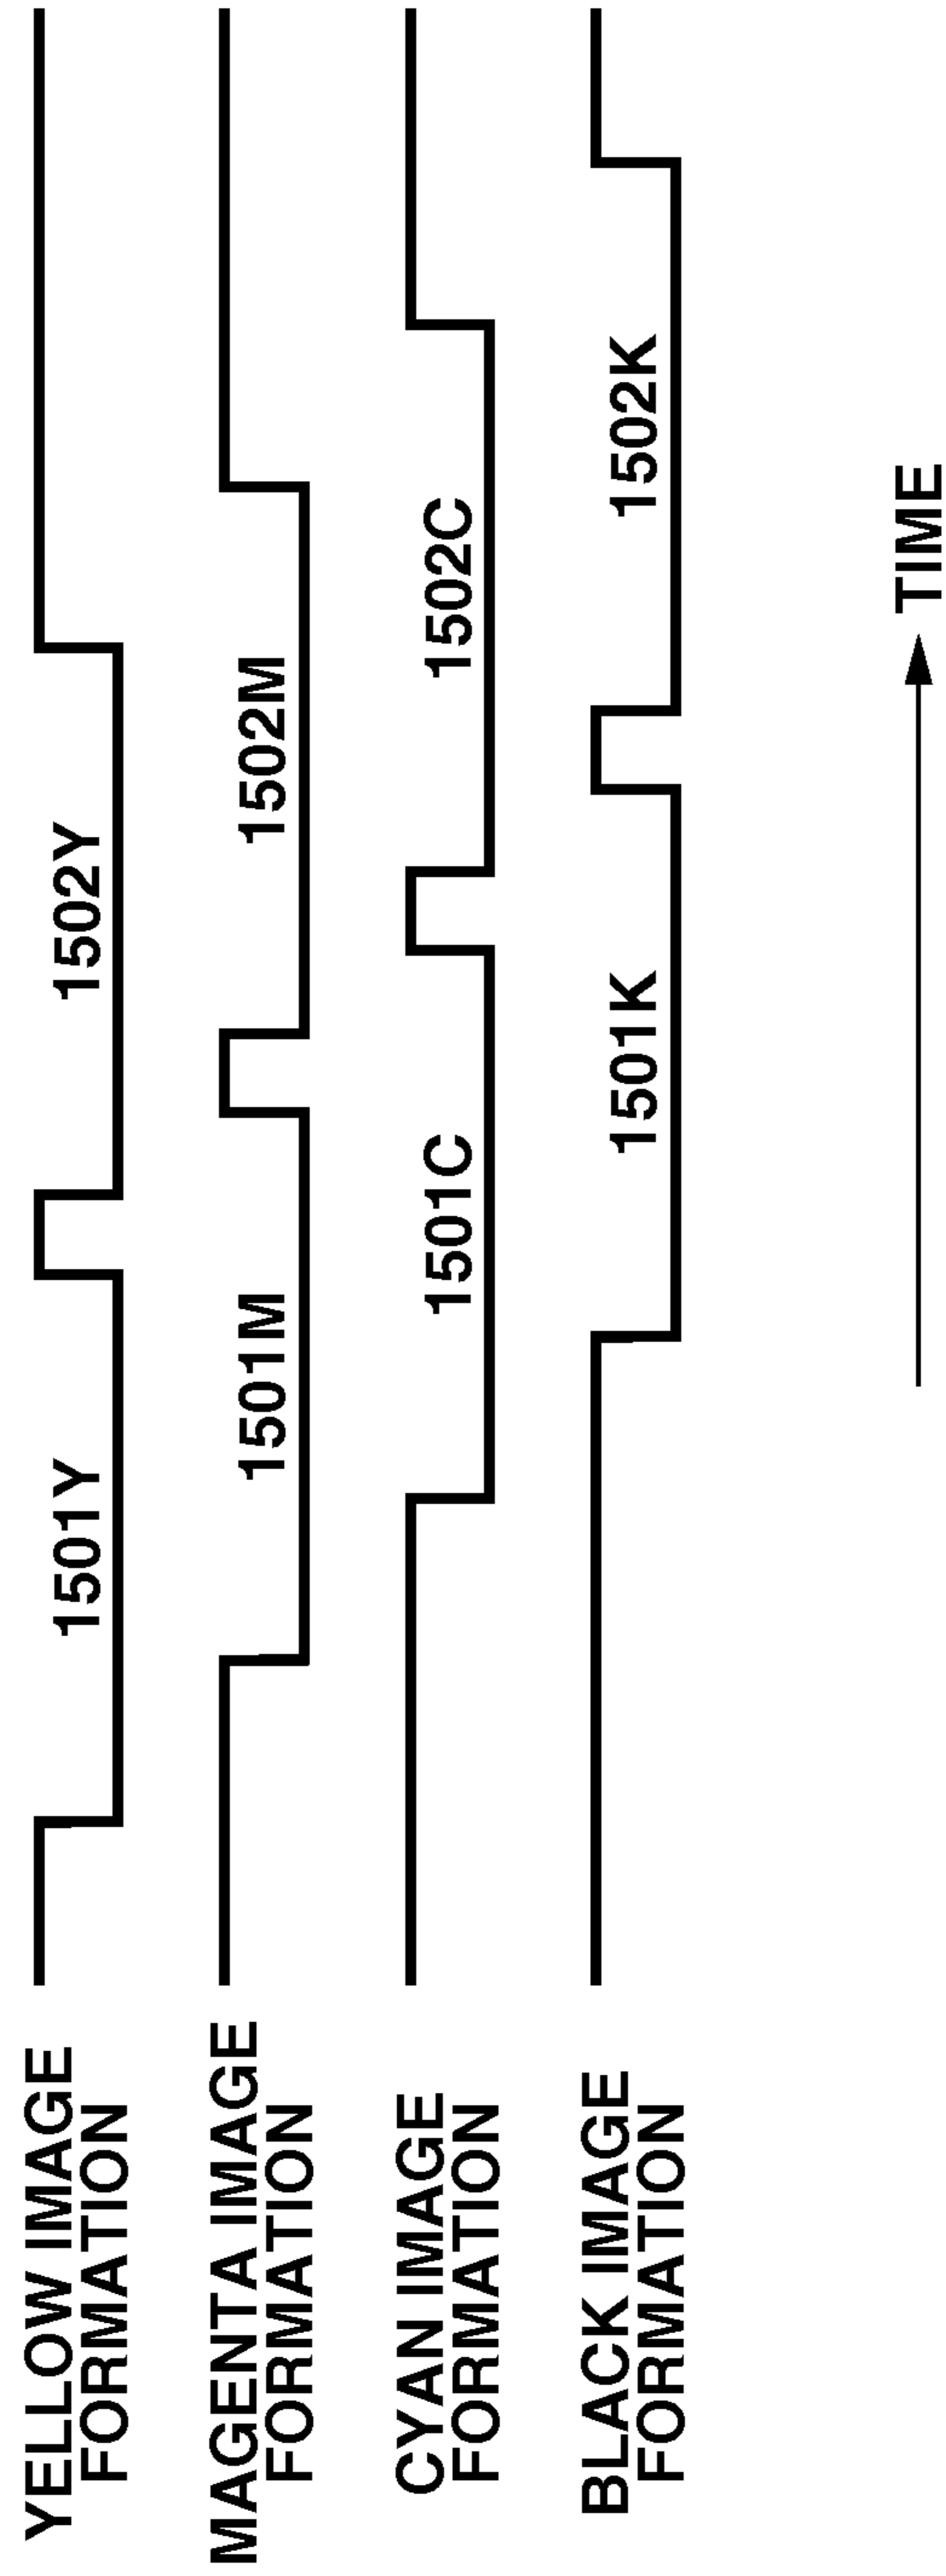 YELLOW IMAGE
FORMATION
1501Y
1502Y
MAGENTA IMAGE
FORMATION
1501M
1502M
CYAN IMAGE
FORMATION
1501C
1502C
BLACK IMAGE
FORMATION
1501K
1502K
TIME